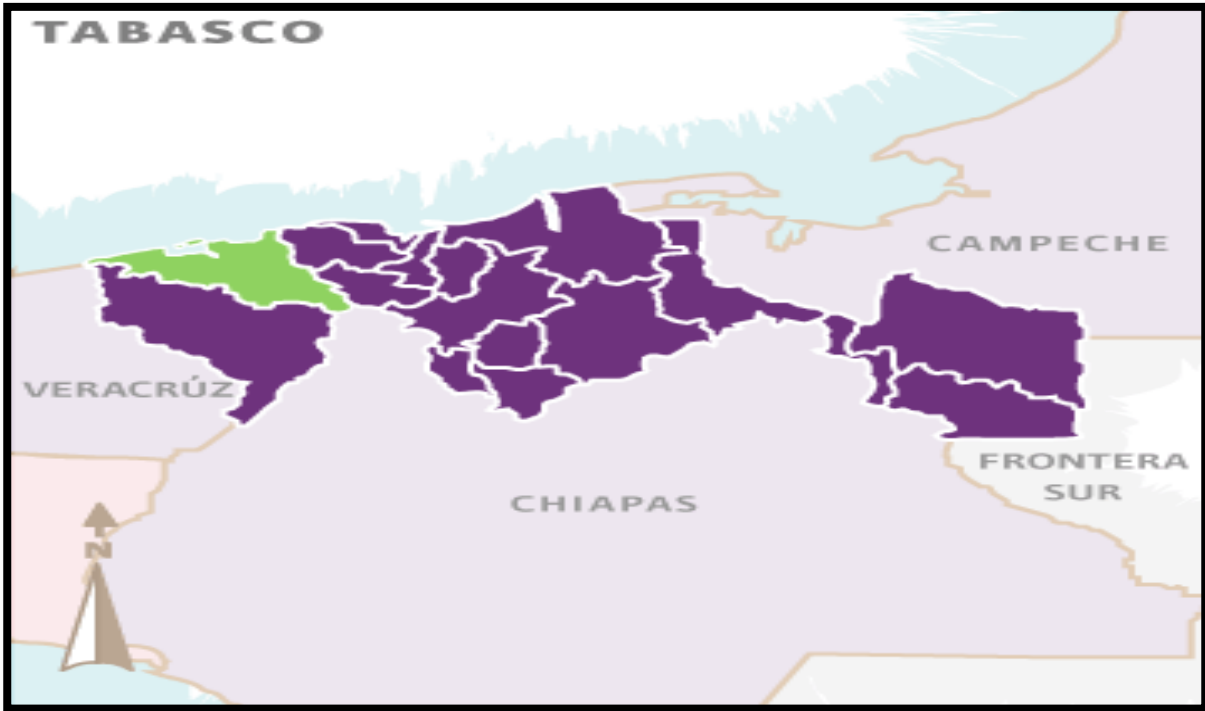 TABASCO
CAMPECHE
VERACRÚZ
FRONTERA
SUR
CHIAPAS
N